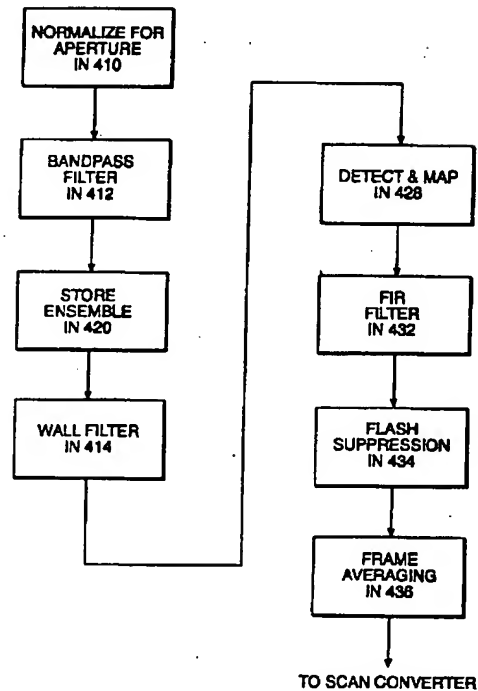 NORMALIZE FOR
APERTURE
IN 410
BANDPASS
FILTER
IN 412
STORE
ENSEMBLE
IN 420
WALL FILTER
IN 414
DETECT & MAP
IN 428
FIR
FILTER
IN 432
FLASH
SUPPRESSION
IN 434
FRAME
AVERAGING
IN 436
TO SCAN CONVERTER